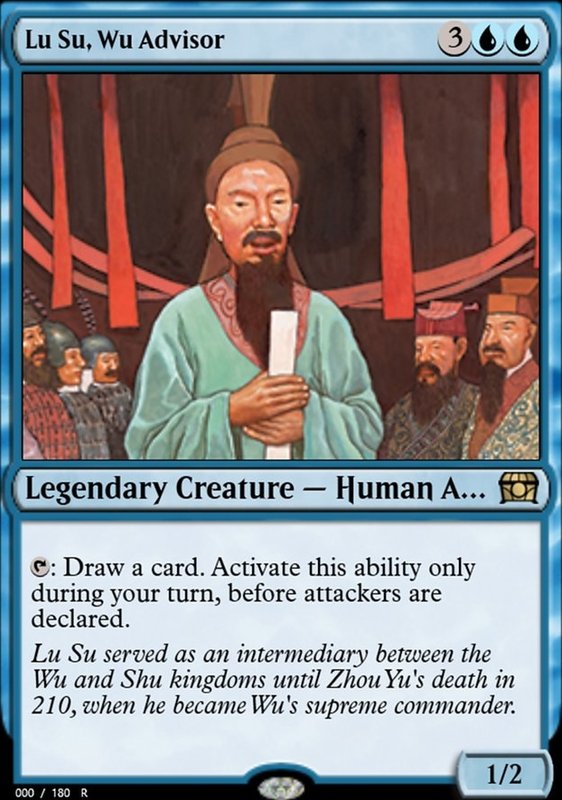 Lu Su, Wu Advisor
3
Legendary Creature — Human A...
: Draw a card. Activate this ability only
during your turn, before attackers are
declared.
Lu Su served as an intermediary between the
Wu and Shu kingdoms until Zhou Yu's death in
210, when he became Wu's supreme commander.
1/2
000 / 180 R